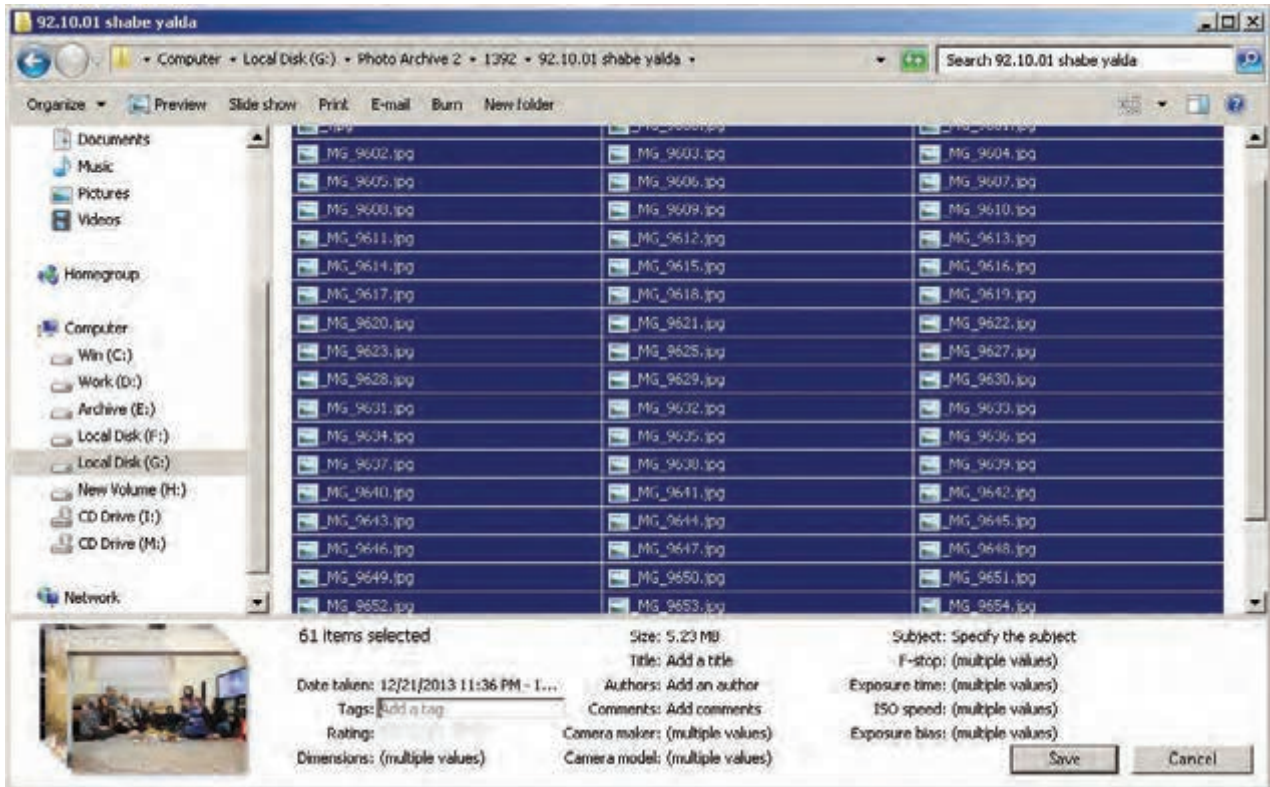 92.10.01 shabe yalda
Computer Local Disk (G:) Photo Archive 2 1392 92.10.01 shabe yalda
Search 92.10.01 shabe yalda
Organize Preview Slide show Print E-mail Burn New folder
Documents
Music
Pictures
Videos
Homegroup
Computer
Win (C:)
Work (D:)
Archive (E:)
Local Disk (F:)
Local Disk (G:)
New Volume (H:)
CD Drive (I:)
CD Drive (M:)
Network
_MG_9602.jpg _MG_9603.jpg _MG_9604.jpg
_MG_9605.jpg _MG_9606.jpg _MG_9607.jpg
_MG_9608.jpg _MG_9609.jpg _MG_9610.jpg
_MG_9611.jpg _MG_9612.jpg _MG_9613.jpg
_MG_9614.jpg _MG_9615.jpg _MG_9616.jpg
_MG_9617.jpg _MG_9618.jpg _MG_9619.jpg
_MG_9620.jpg _MG_9621.jpg _MG_9622.jpg
_MG_9623.jpg _MG_9625.jpg _MG_9627.jpg
_MG_9628.jpg _MG_9629.jpg _MG_9630.jpg
_MG_9631.jpg _MG_9632.jpg _MG_9633.jpg
_MG_9634.jpg _MG_9635.jpg _MG_9636.jpg
_MG_9637.jpg _MG_9638.jpg _MG_9639.jpg
_MG_9640.jpg _MG_9641.jpg _MG_9642.jpg
_MG_9643.jpg _MG_9644.jpg _MG_9645.jpg
_MG_9646.jpg _MG_9647.jpg _MG_9648.jpg
_MG_9649.jpg _MG_9650.jpg _MG_9651.jpg
_MG_9652.jpg _MG_9653.jpg _MG_9654.jpg
61 items selected Size: 5.23 MB Subject: Specify the subject
Title: Add a title F-stop: (multiple values)
Date taken: 12/21/2013 11:36 PM - 1... Authors: Add an author Exposure time: (multiple values)
Tags: Add a tag Comments: Add comments ISO speed: (multiple values)
Rating: Camera maker: (multiple values) Exposure bias: (multiple values)
Dimensions: (multiple values) Camera model: (multiple values)
Save Cancel